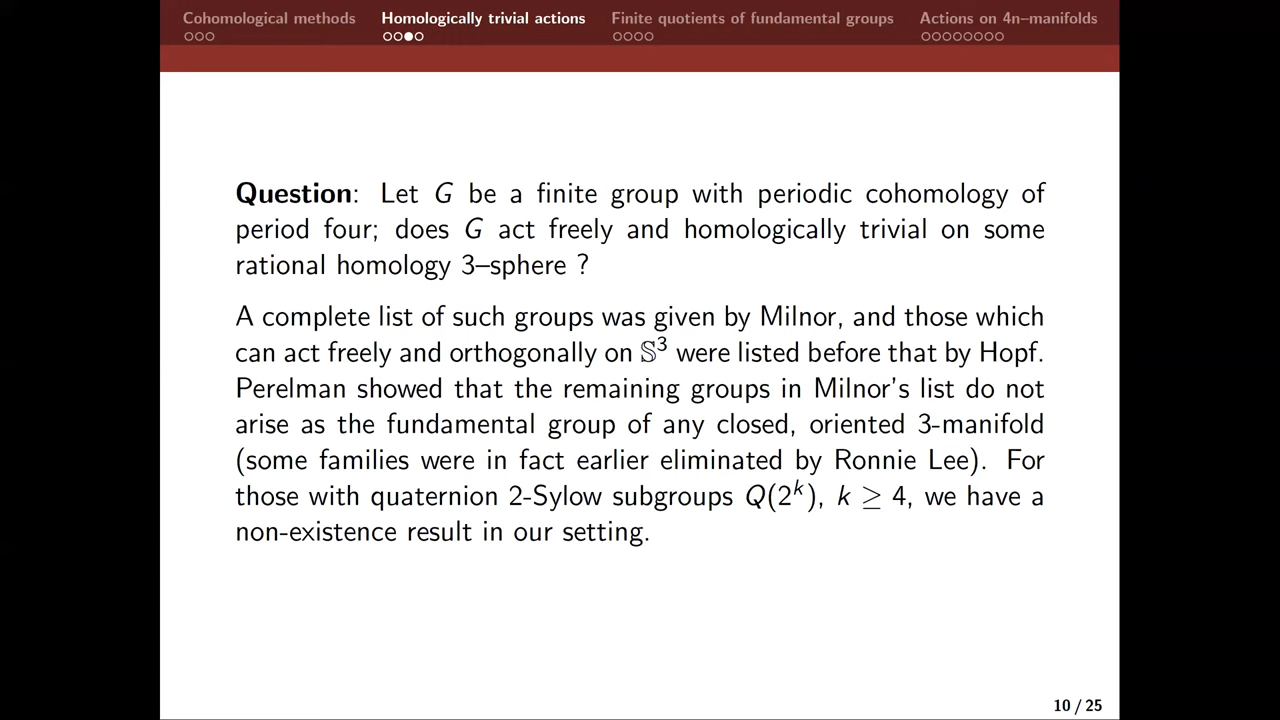 Cohomological methods Homologically trivial actions Finite quotients of fundamental groups Actions on 4n–manifolds
Question: Let G be a finite group with periodic cohomology of
period four; does G act freely and homologically trivial on some
rational homology 3–sphere ?
A complete list of such groups was given by Milnor, and those which
can act freely and orthogonally on 𝕊³ were listed before that by Hopf.
Perelman showed that the remaining groups in Milnor's list do not
arise as the fundamental group of any closed, oriented 3-manifold
(some families were in fact earlier eliminated by Ronnie Lee). For
those with quaternion 2-Sylow subgroups Q(2ᵏ), k ≥ 4, we have a
non-existence result in our setting.
10 / 25